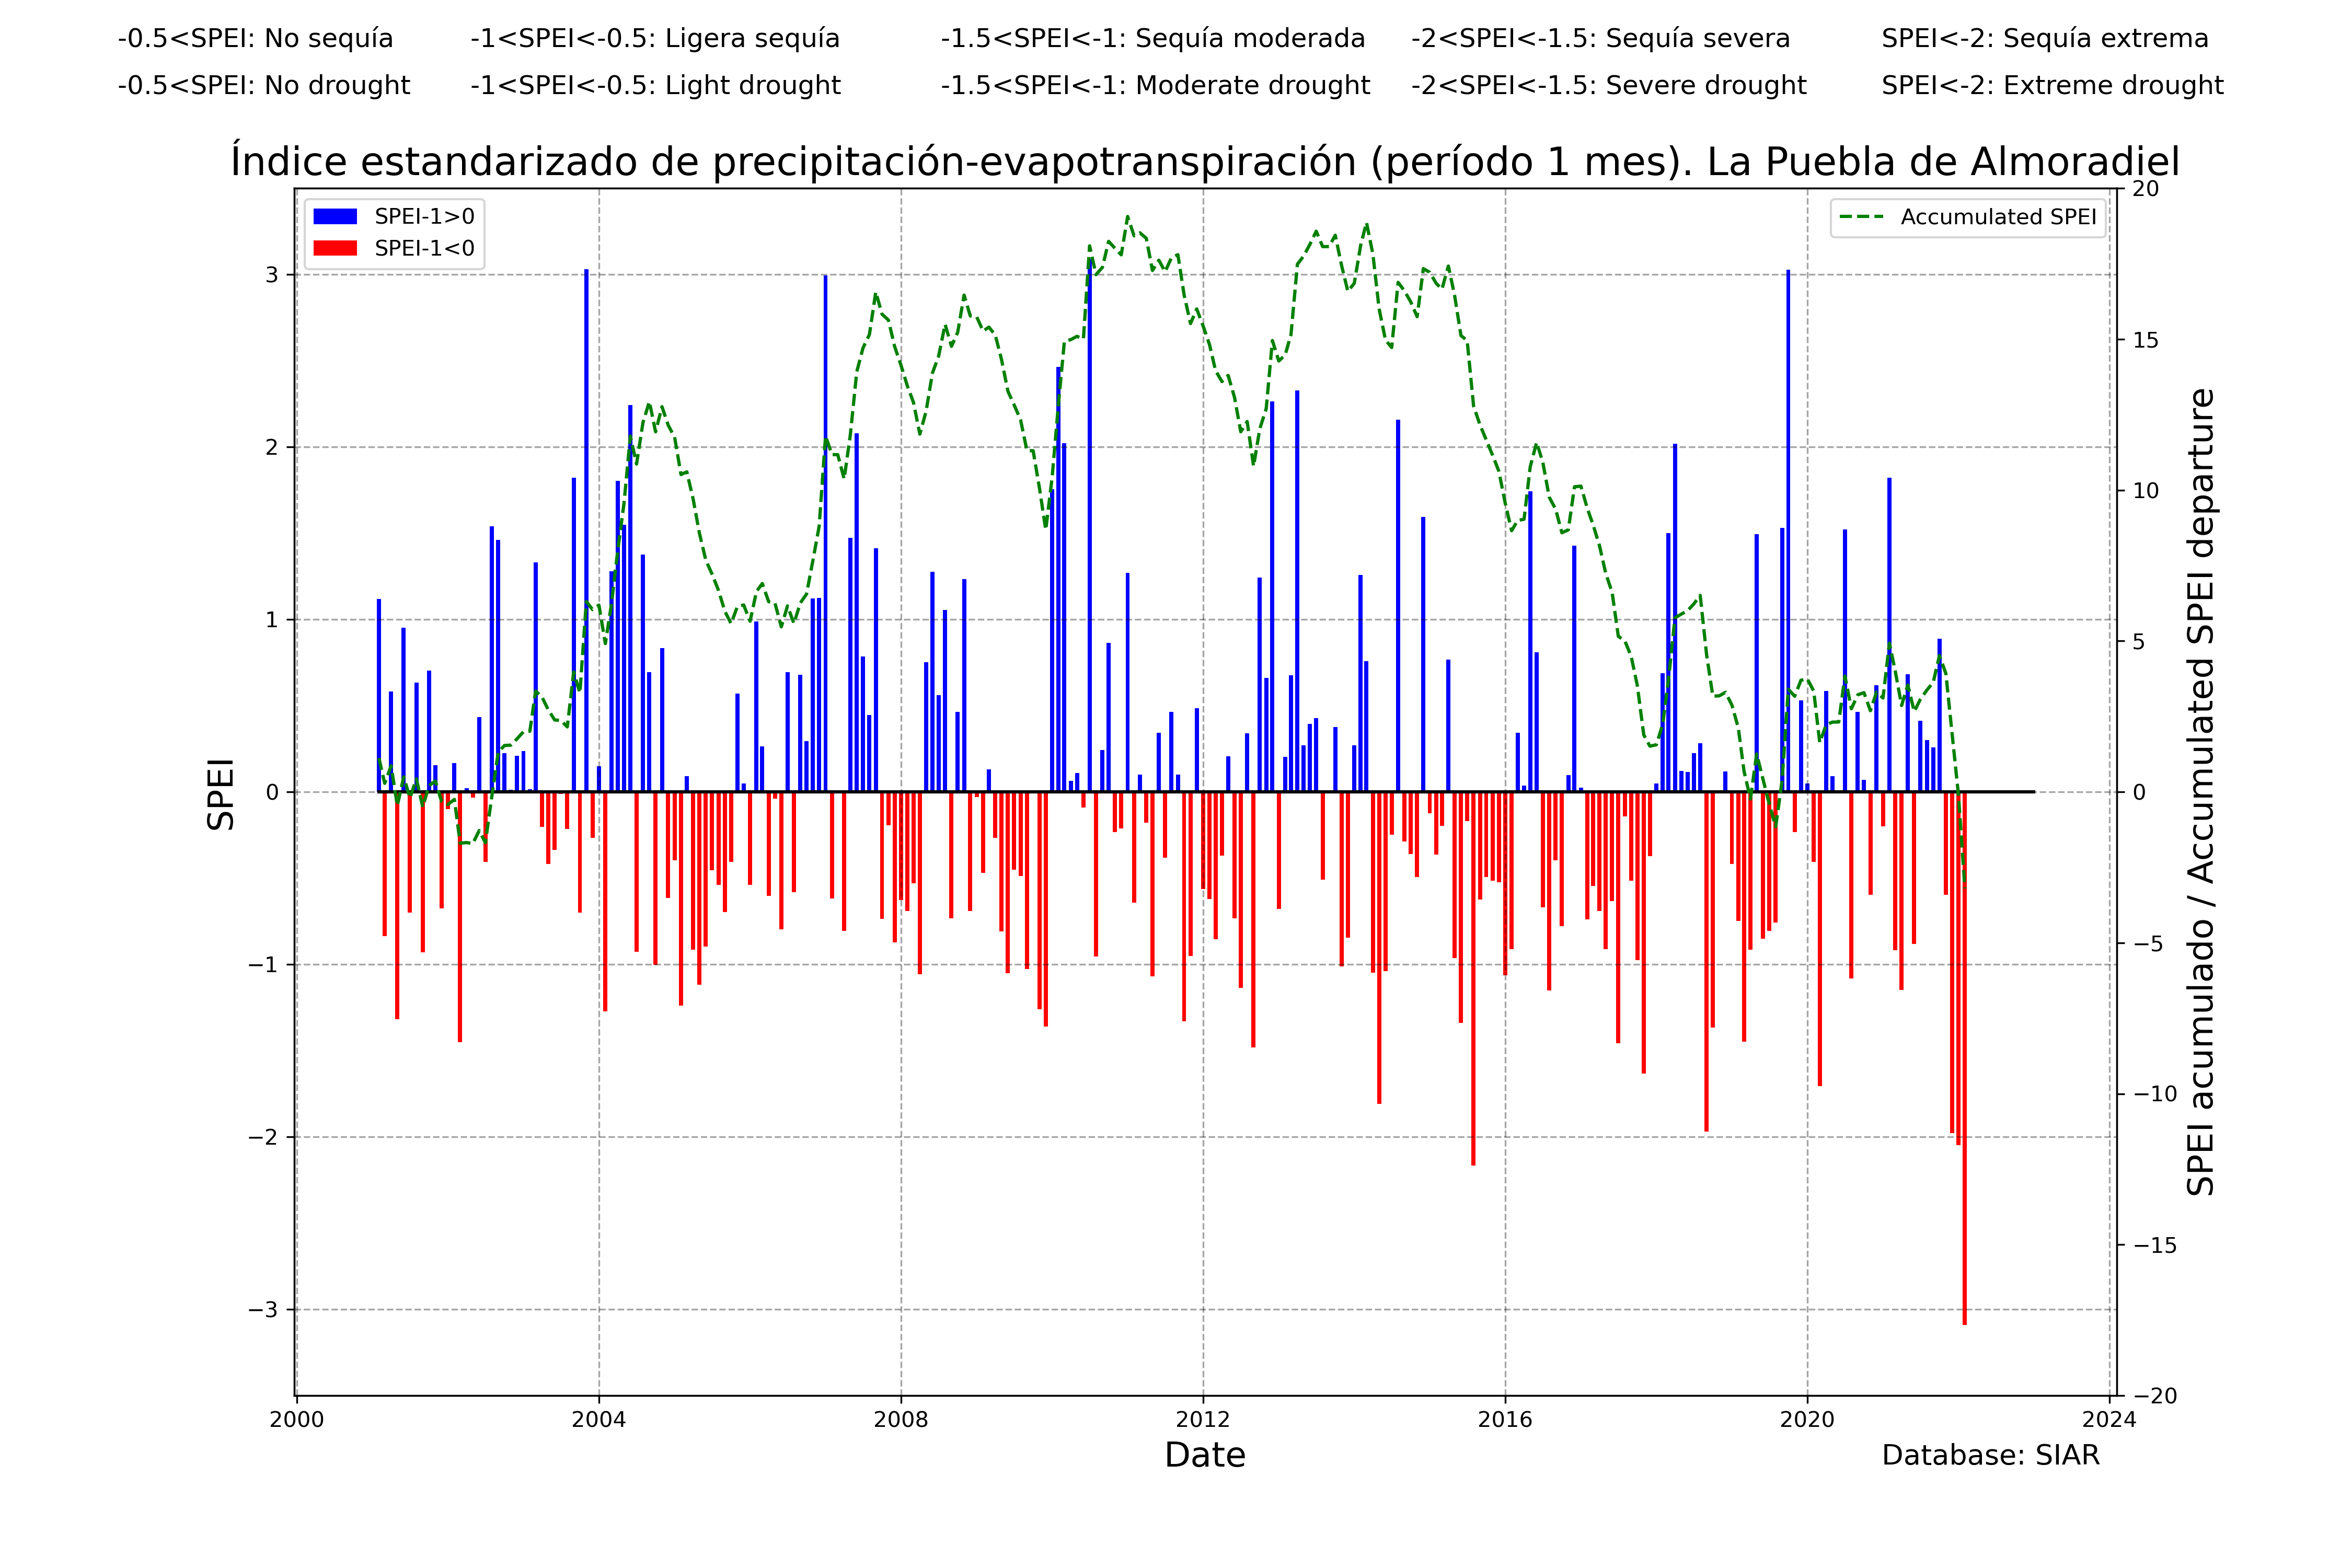 -0.5<SPEI: No sequía -1<SPEI<-0.5: Ligera sequía -1.5<SPEI<-1: Sequía moderada -2<SPEI<-1.5: Sequía severa SPEI<-2: Sequía extrema
-0.5<SPEI: No drought -1<SPEI<-0.5: Light drought -1.5<SPEI<-1: Moderate drought -2<SPEI<-1.5: Severe drought SPEI<-2: Extreme drought
Índice estandarizado de precipitación-evapotranspiración (período 1 mes). La Puebla de Almoradiel
SPEI-1>0
SPEI-1<0
Accumulated SPEI
SPEI
3
2
1
0
−1
−2
−3
20
15
10
5
0
−5
−10
−15
−20
SPEI acumulado / Accumulated SPEI departure
2000 2004 2008 2012 2016 2020 2024
Date
Database: SIAR